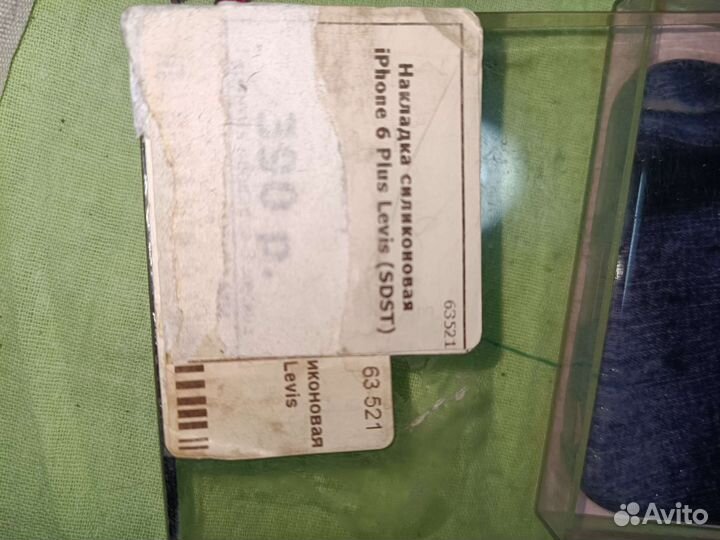 Накладка силиконовая
iPhone 6 Plus Levis (SDST)
63521
390 р.
63 521
иконовая
Levis
Avito